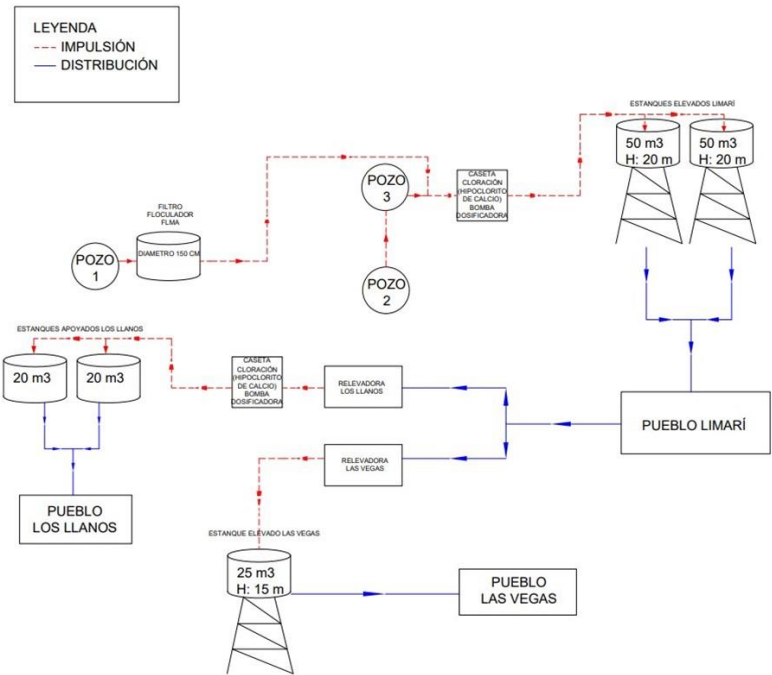 LEYENDA
IMPULSIÓN
DISTRIBUCIÓN
ESTANQUES ELEVADOS LIMARÍ
50 m3
H: 20 m
50 m3
H: 20 m
CASETA
CLORACIÓN
(HIPOCLORITO
DE CALCIO)
BOMBA
DOSIFICADORA
POZO
3
FILTRO
FLOCULADOR
FLMA
DIAMETRO 150 CM
POZO
1
POZO
2
ESTANQUES APOYADOS LOS LLANOS
20 m3
20 m3
CASETA
CLORACIÓN
(HIPOCLORITO
DE CALCIO)
BOMBA
DOSIFICADORA
RELEVADORA
LOS LLANOS
PUEBLO LIMARÍ
RELEVADORA
LAS VEGAS
PUEBLO
LOS LLANOS
ESTANQUE ELEVADO LAS VEGAS
25 m3
H: 15 m
PUEBLO
LAS VEGAS